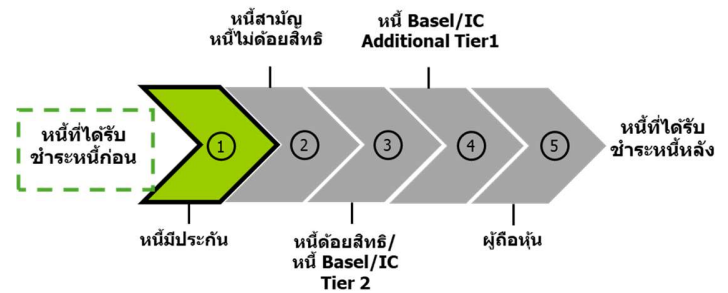 หนี้สามัญ
หนี้ไม่ด้อยสิทธิ
หนี้ Basel/IC
Additional Tier1
หนี้ที่ได้รับ
ชำระหนี้ก่อน
1
2
3
4
5
หนี้ที่ได้รับ
ชำระหนี้หลัง
หนี้มีประกัน
หนี้ด้อยสิทธิ/
หนี้ Basel/IC
Tier 2
ผู้ถือหุ้น